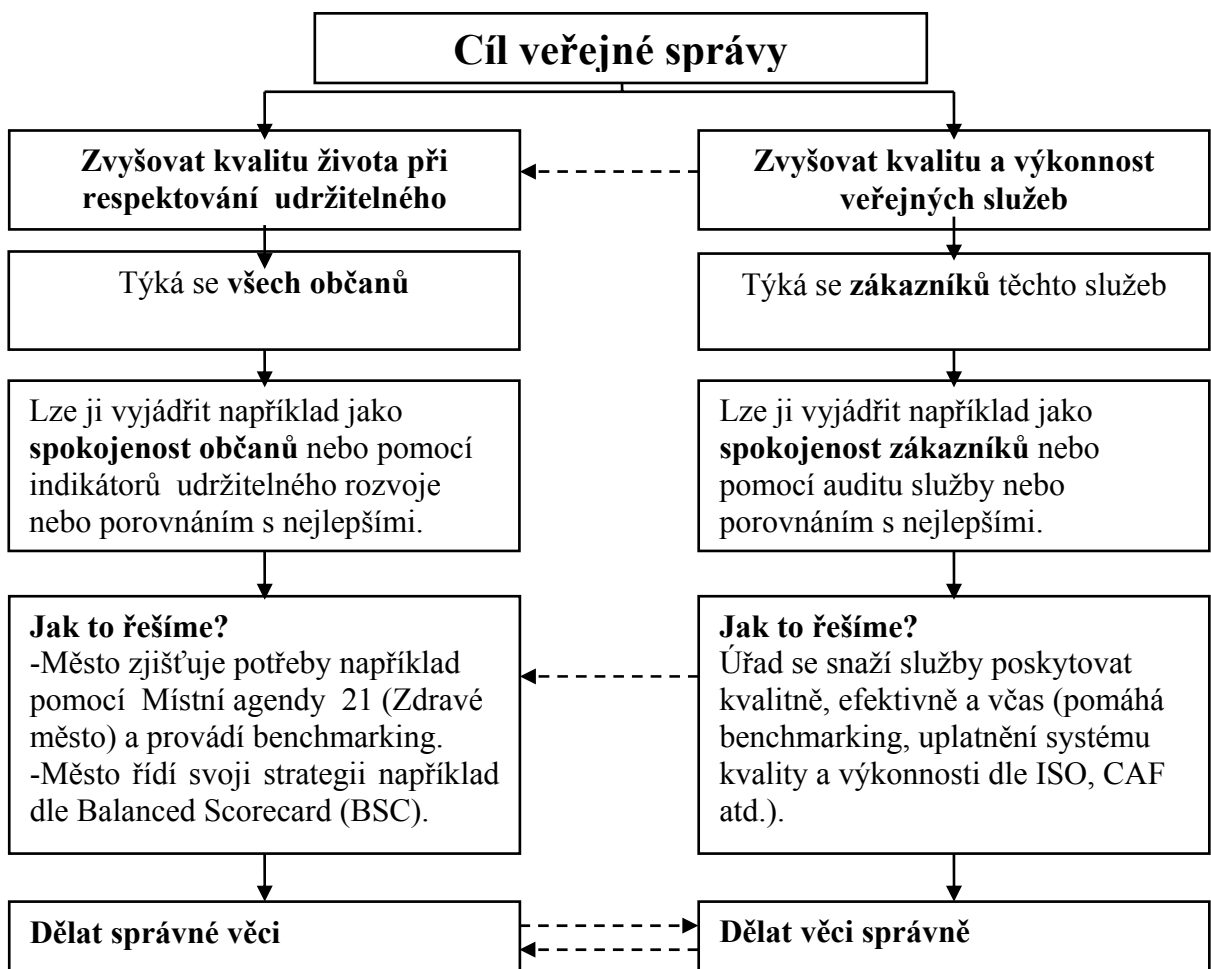 Cíl veřejné správy
Zvyšovat kvalitu života při
respektování udržitelného
Zvyšovat kvalitu a výkonnost
veřejných služeb
Týká se všech občanů
Týká se zákazníků těchto služeb
Lze ji vyjádřit například jako
spokojenost občanů nebo pomocí
indikátorů udržitelného rozvoje
nebo porovnáním s nejlepšími.
Lze ji vyjádřit například jako
spokojenost zákazníků nebo
pomocí auditu služby nebo
porovnáním s nejlepšími.
Jak to řešíme?
-Město zjišťuje potřeby například
pomocí Místní agendy 21 (Zdravé
město) a provádí benchmarking.
-Město řídí svoji strategii například
dle Balanced Scorecard (BSC).
Jak to řešíme?
Úřad se snaží služby poskytovat
kvalitně, efektivně a včas (pomáhá
benchmarking, uplatnění systému
kvality a výkonnosti dle ISO, CAF
atd.).
Dělat správné věci
Dělat věci správně